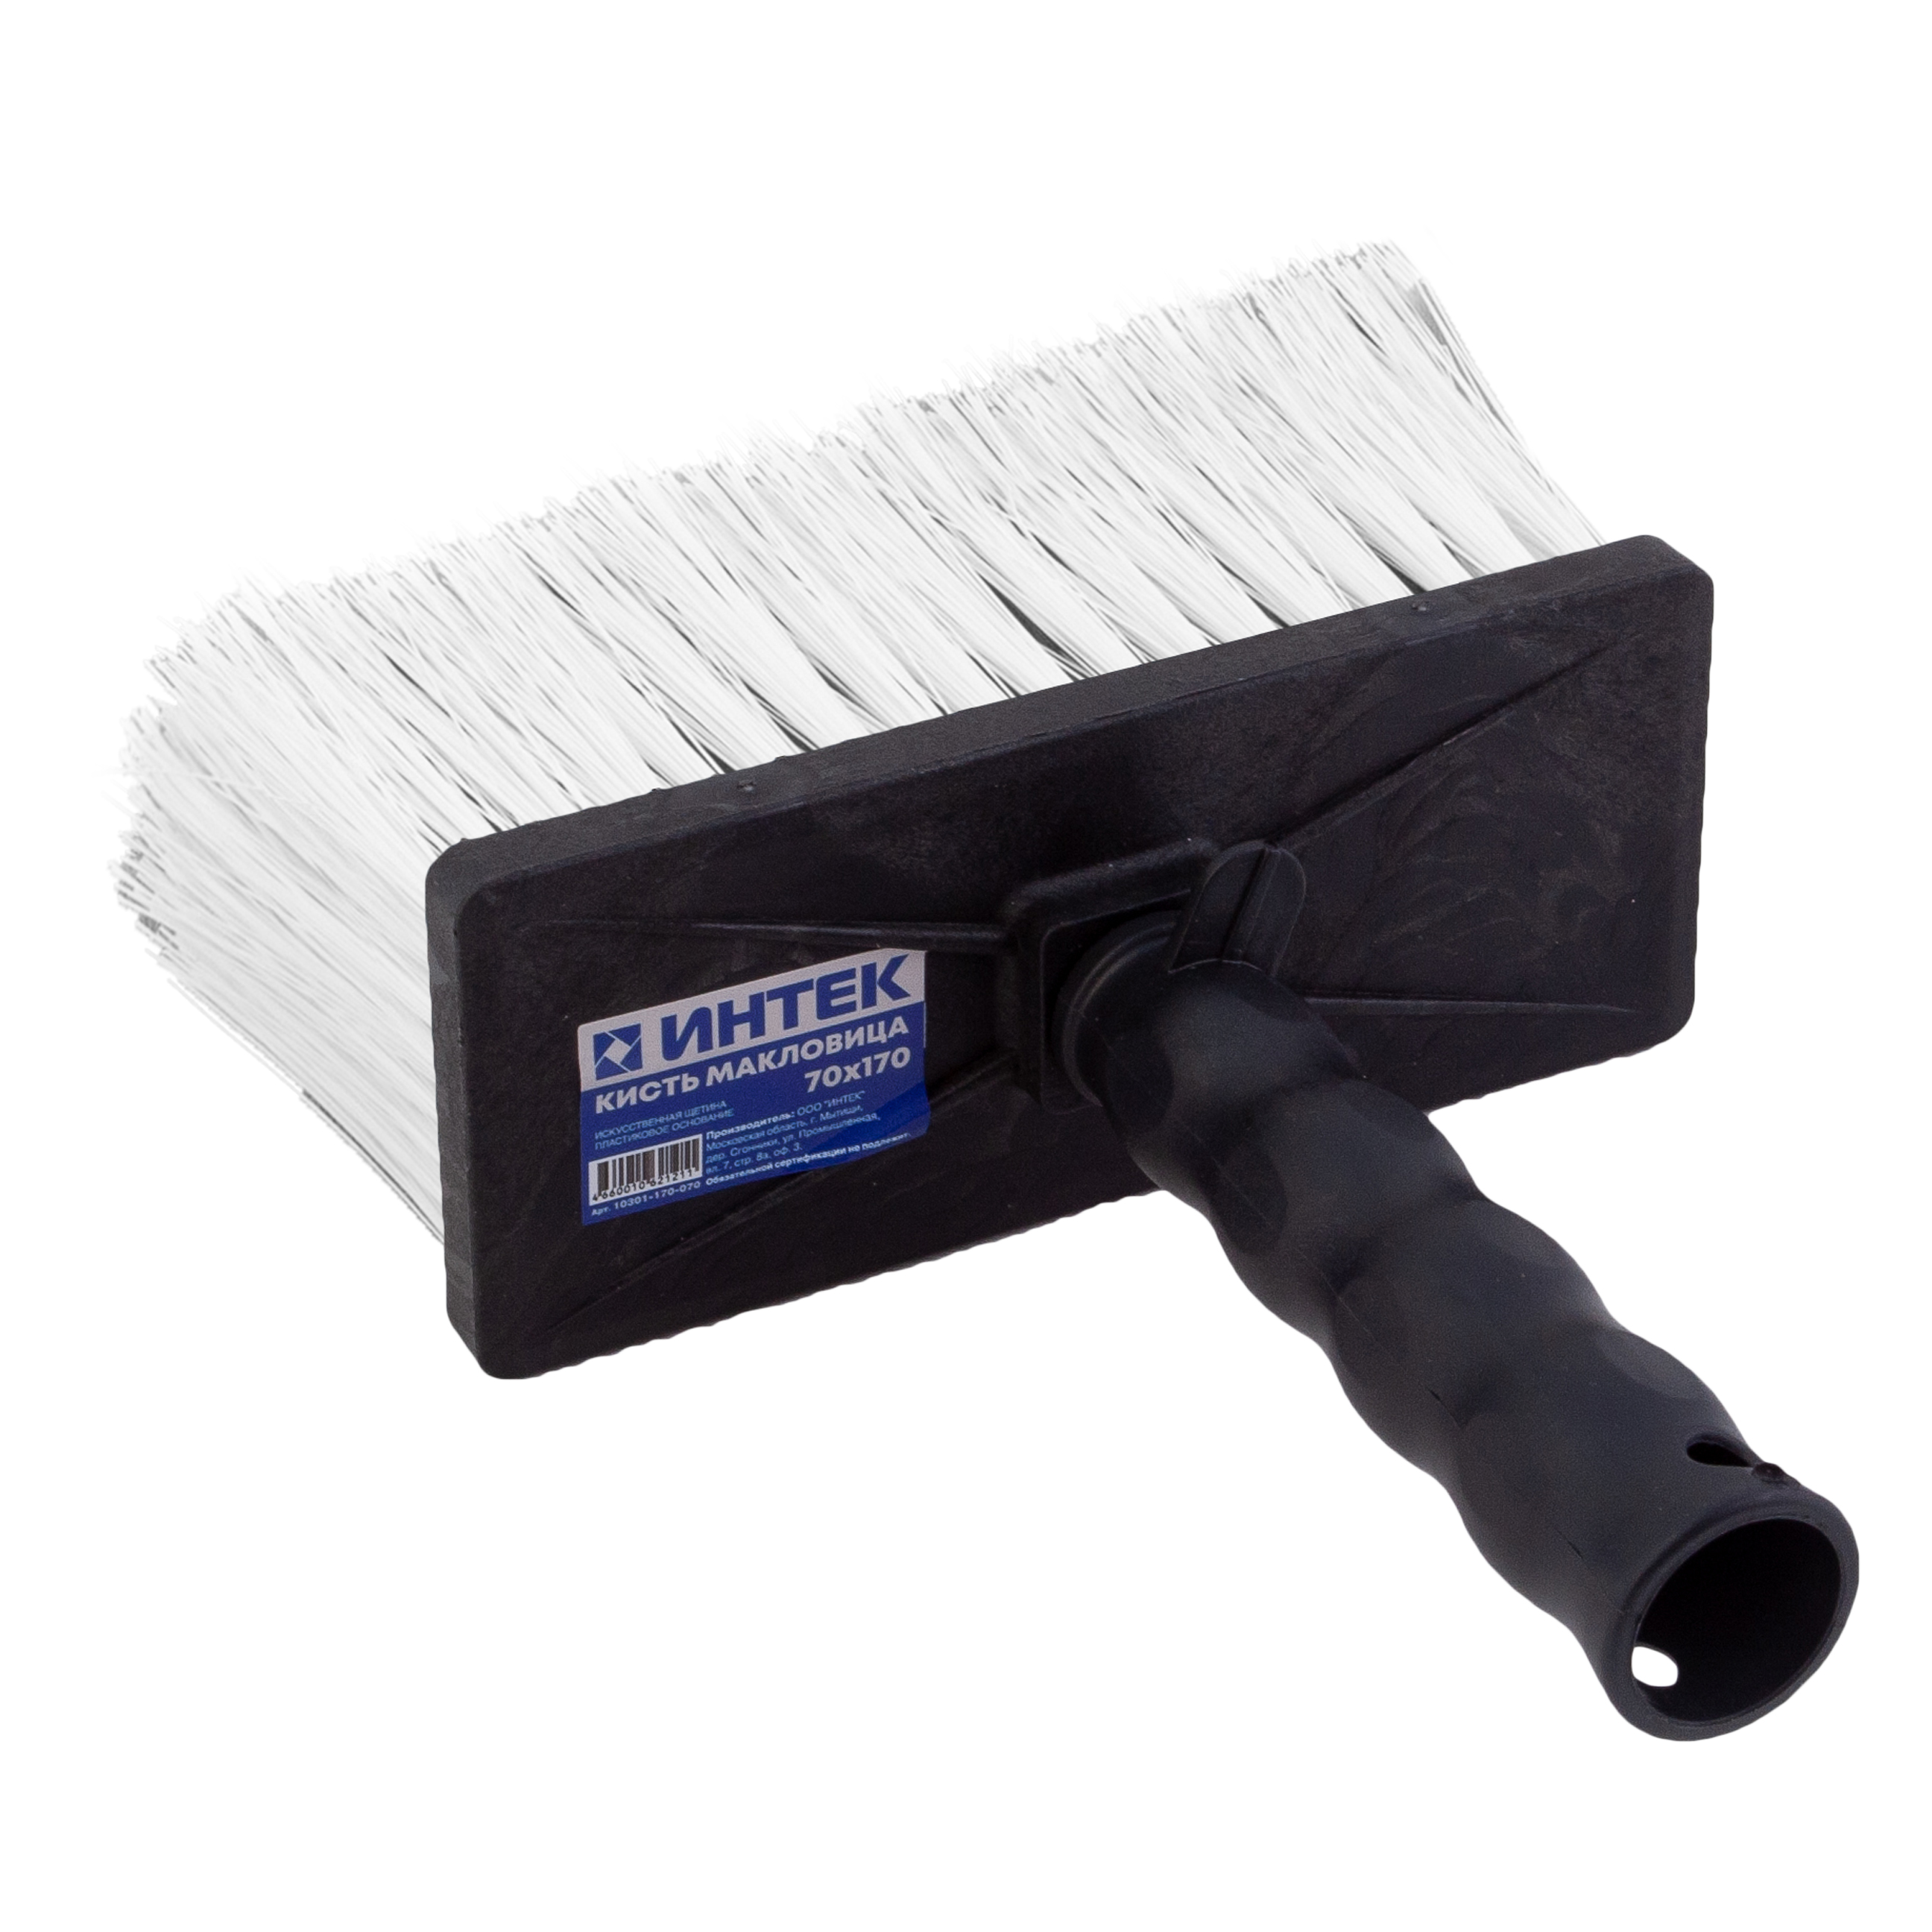 ИНТЕК
КИСТЬ МАКЛОВИЦА
70х170
ИСКУССТВЕННАЯ ЩЕТИНА
ПЛАСТИКОВОЕ ОСНОВАНИЕ
Производитель: ООО "ИНТЕК"
Московская область, г. Мытищи,
дер. Сгонники, ул. Промышленная,
вл. 7, стр. 8а, оф. 3.
Обязательной сертификации не подлежит.
4660010621211
Арт. 10301-170-070